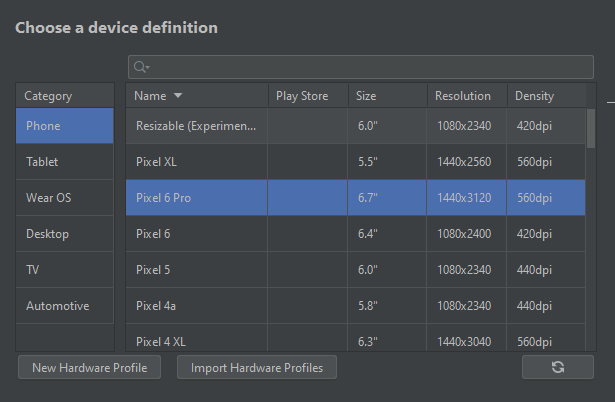 Choose a device definition
Category
Name Play Store Size Resolution Density
Phone
Resizable (Experimen... 6.0" 1080x2340 420dpi
Tablet
Pixel XL 5.5" 1440x2560 560dpi
Wear OS
Pixel 6 Pro 6.7" 1440x3120 560dpi
Desktop
Pixel 6 6.4" 1080x2400 420dpi
TV
Pixel 5 6.0" 1080x2340 440dpi
Automotive
Pixel 4a 5.8" 1080x2340 440dpi
Pixel 4 XL 6.3" 1440x3040 560dpi
New Hardware Profile Import Hardware Profiles